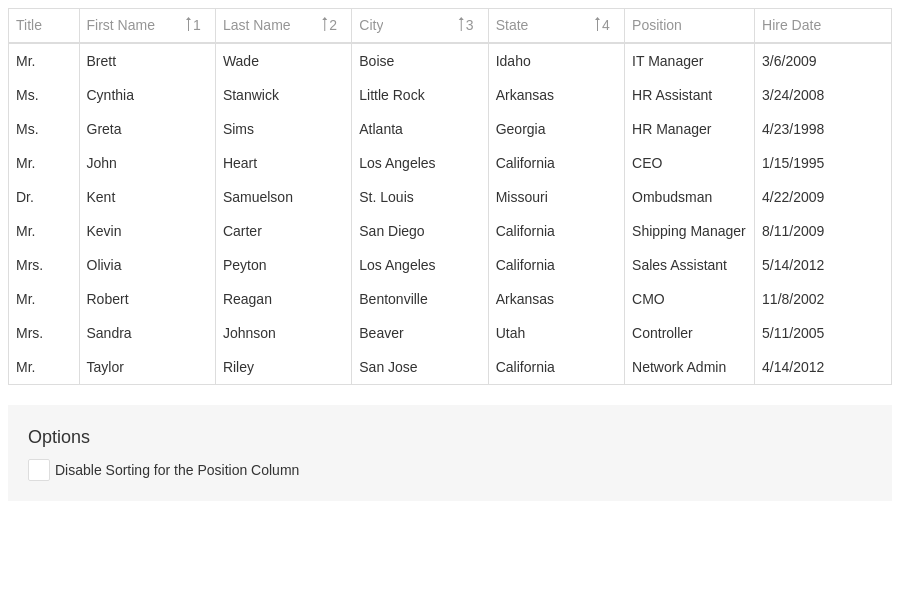 Title First Name 1 Last Name 2 City 3 State 4 Position Hire Date
Mr. Brett Wade Boise Idaho IT Manager 3/6/2009
Ms. Cynthia Stanwick Little Rock Arkansas HR Assistant 3/24/2008
Ms. Greta Sims Atlanta Georgia HR Manager 4/23/1998
Mr. John Heart Los Angeles California CEO 1/15/1995
Dr. Kent Samuelson St. Louis Missouri Ombudsman 4/22/2009
Mr. Kevin Carter San Diego California Shipping Manager 8/11/2009
Mrs. Olivia Peyton Los Angeles California Sales Assistant 5/14/2012
Mr. Robert Reagan Bentonville Arkansas CMO 11/8/2002
Mrs. Sandra Johnson Beaver Utah Controller 5/11/2005
Mr. Taylor Riley San Jose California Network Admin 4/14/2012
Options
Disable Sorting for the Position Column